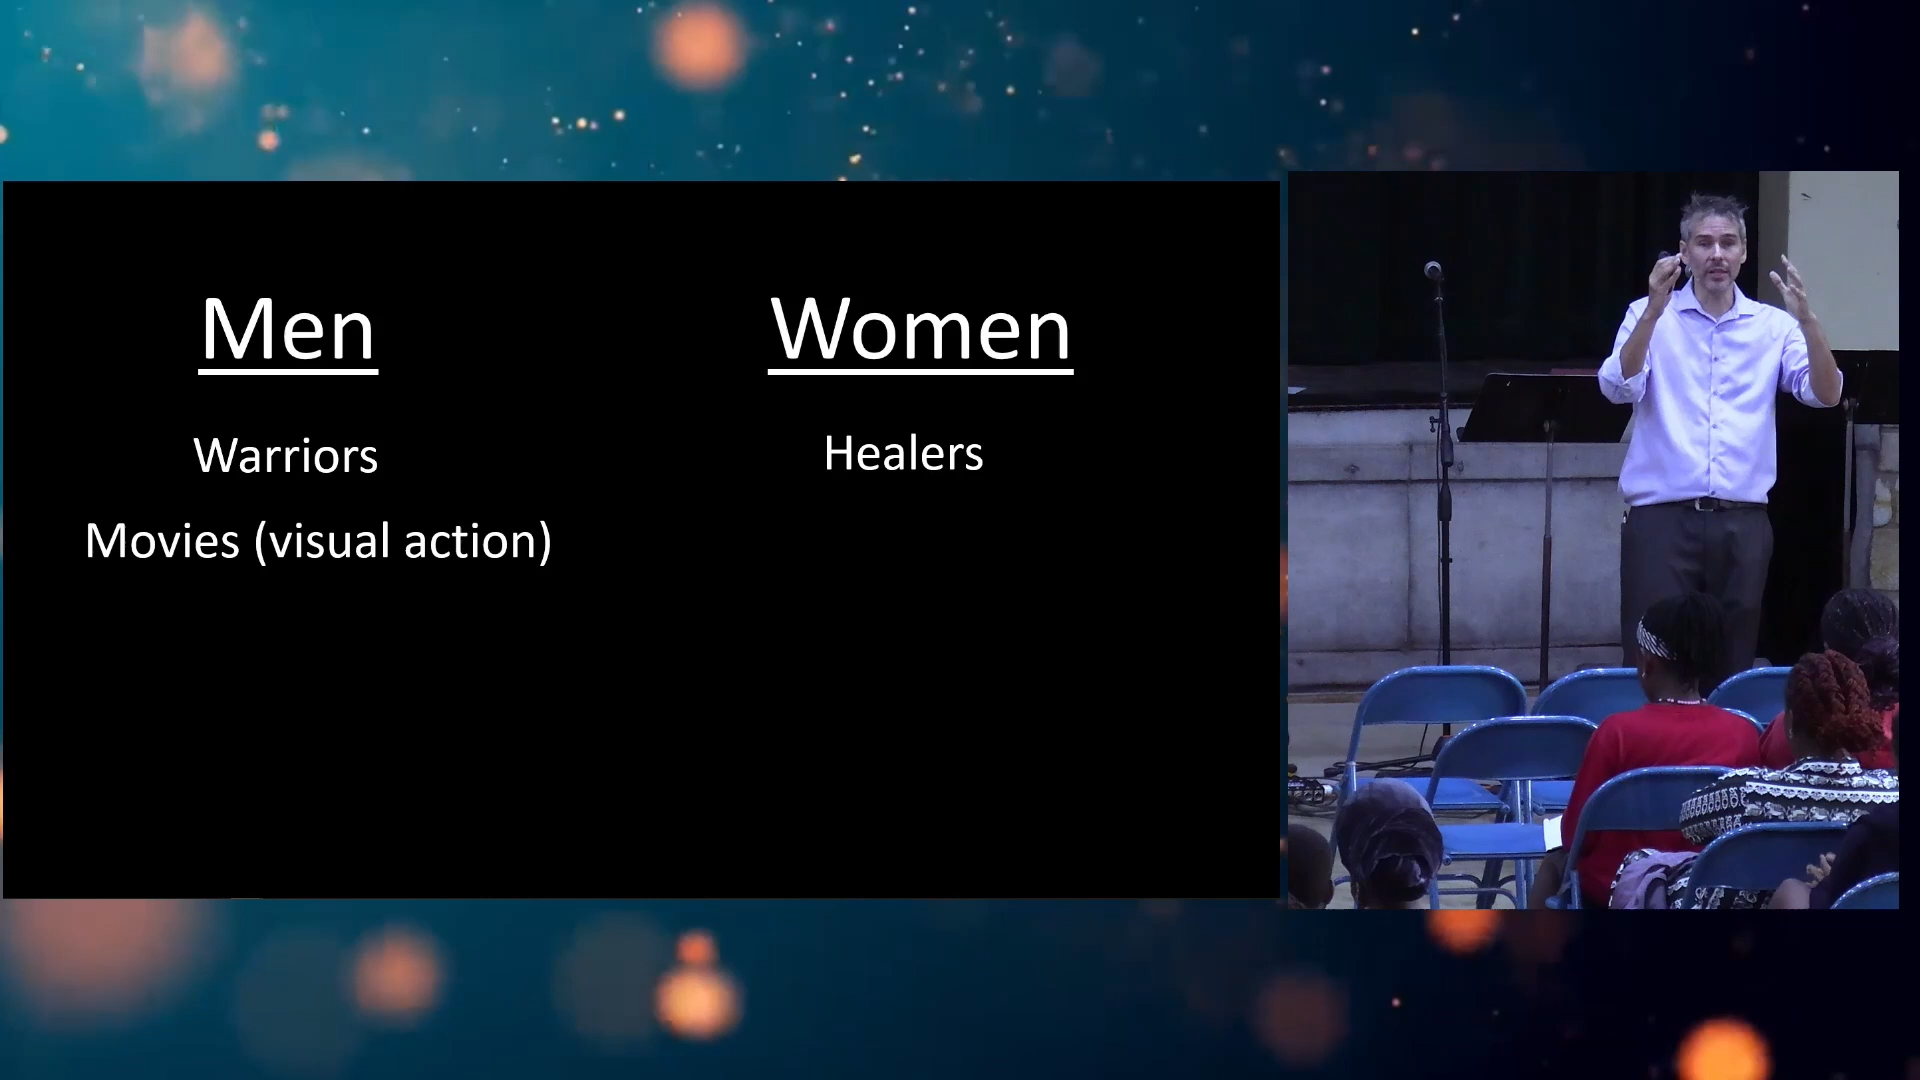 Men
Women
Warriors
Healers
Movies (visual action)